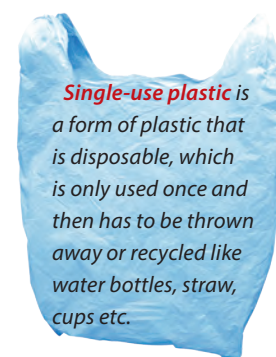 Single-use plastic is
a form of plastic that
is disposable, which
is only used once and
then has to be thrown
away or recycled like
water bottles, straw,
cups etc.